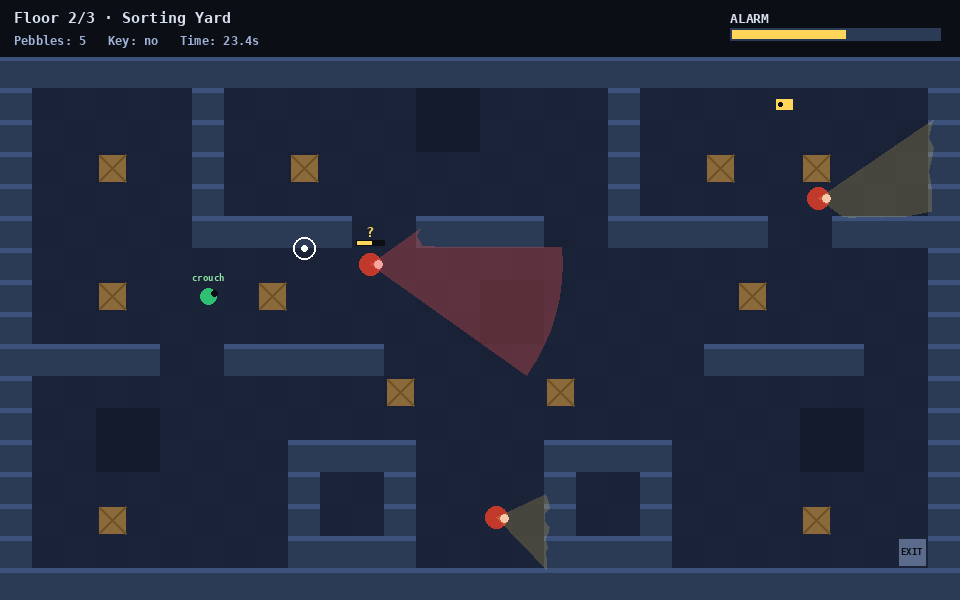 Floor 2/3 · Sorting Yard
ALARM
Pebbles: 5 Key: no Time: 23.4s
?
crouch
EXIT